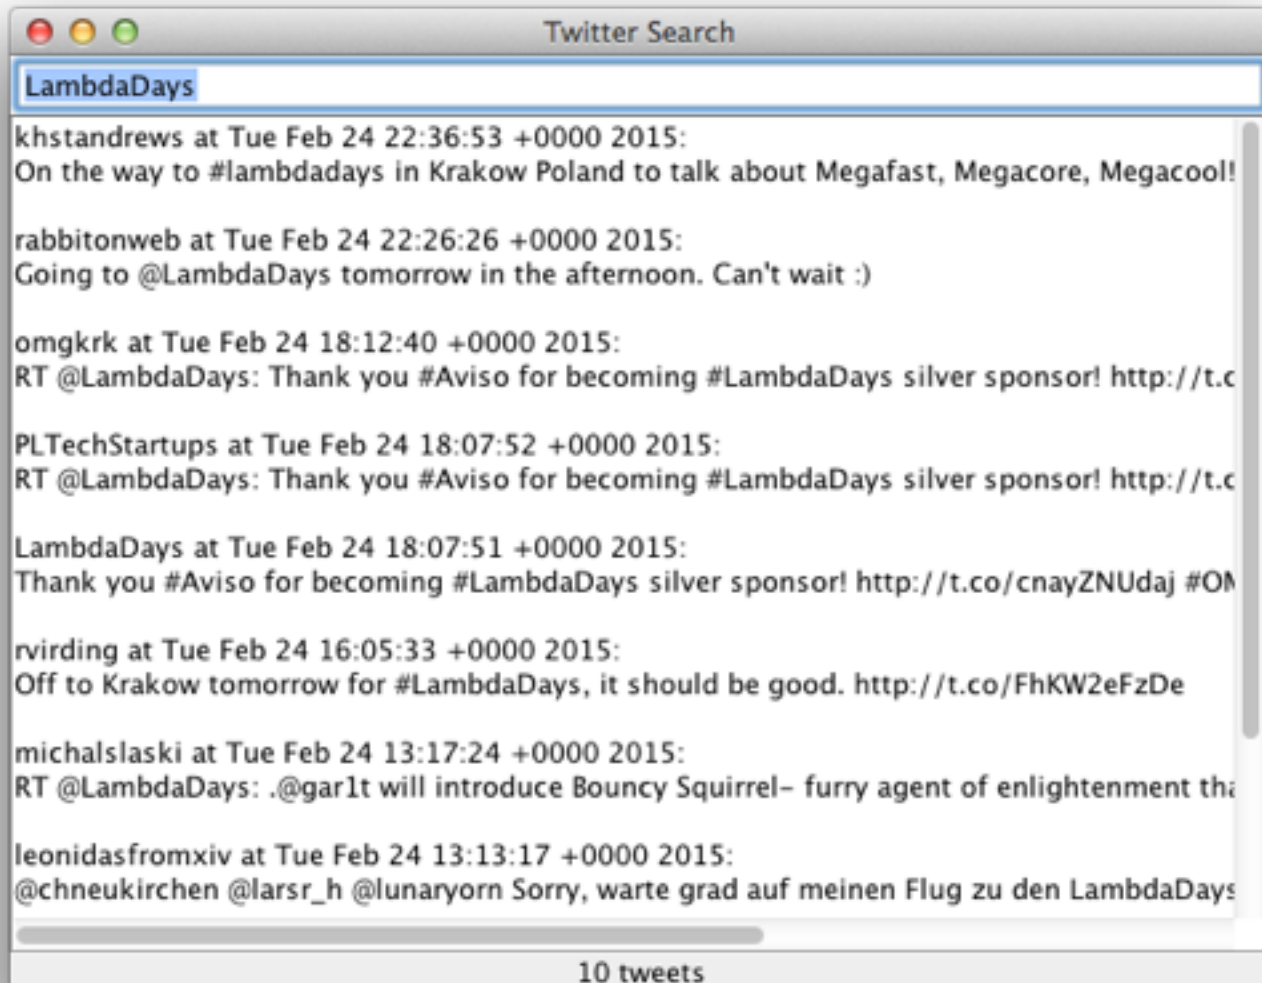 Twitter Search
LambdaDays
khstandrews at Tue Feb 24 22:36:53 +0000 2015:
On the way to #lambdadays in Krakow Poland to talk about Megafast, Megacore, Megacool!
rabbitonweb at Tue Feb 24 22:26:26 +0000 2015:
Going to @LambdaDays tomorrow in the afternoon. Can't wait :)
omgkrk at Tue Feb 24 18:12:40 +0000 2015:
RT @LambdaDays: Thank you #Aviso for becoming #LambdaDays silver sponsor! http://t.c
PLTechStartups at Tue Feb 24 18:07:52 +0000 2015:
RT @LambdaDays: Thank you #Aviso for becoming #LambdaDays silver sponsor! http://t.c
LambdaDays at Tue Feb 24 18:07:51 +0000 2015:
Thank you #Aviso for becoming #LambdaDays silver sponsor! http://t.co/cnayZNUdaj
rvirding at Tue Feb 24 16:05:33 +0000 2015:
Off to Krakow tomorrow for #LambdaDays, it should be good. http://t.co/FhKW2eFzDe
michalslaski at Tue Feb 24 13:17:24 +0000 2015:
RT @LambdaDays: .@gar1t will introduce Bouncy Squirrel– furry agent of enlightenment tha
leonidasfromxiv at Tue Feb 24 13:13:17 +0000 2015:
@chneukirchen @larsr_h @lunaryorn Sorry, warte grad auf meinen Flug zu den LambdaDays
10 tweets